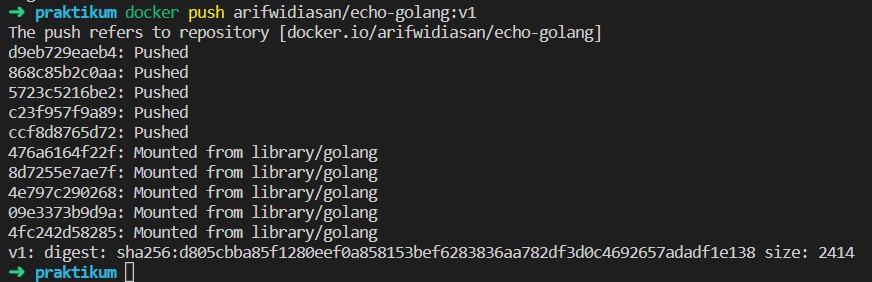 ➜ praktikum docker push arifwidiasan/echo-golang:v1
The push refers to repository [docker.io/arifwidiasan/echo-golang]
d9eb729eaeb4: Pushed
868c85b2c0aa: Pushed
5723c5216be2: Pushed
c23f957f9a89: Pushed
ccf8d8765d72: Pushed
476a6164f22f: Mounted from library/golang
8d7255e7ae7f: Mounted from library/golang
4e797c290268: Mounted from library/golang
09e3373b9d9a: Mounted from library/golang
4fc242d58285: Mounted from library/golang
v1: digest: sha256:d805cbba85f1280eef0a858153bef6283836aa782df3d0c4692657adadf1e138 size: 2414
➜ praktikum